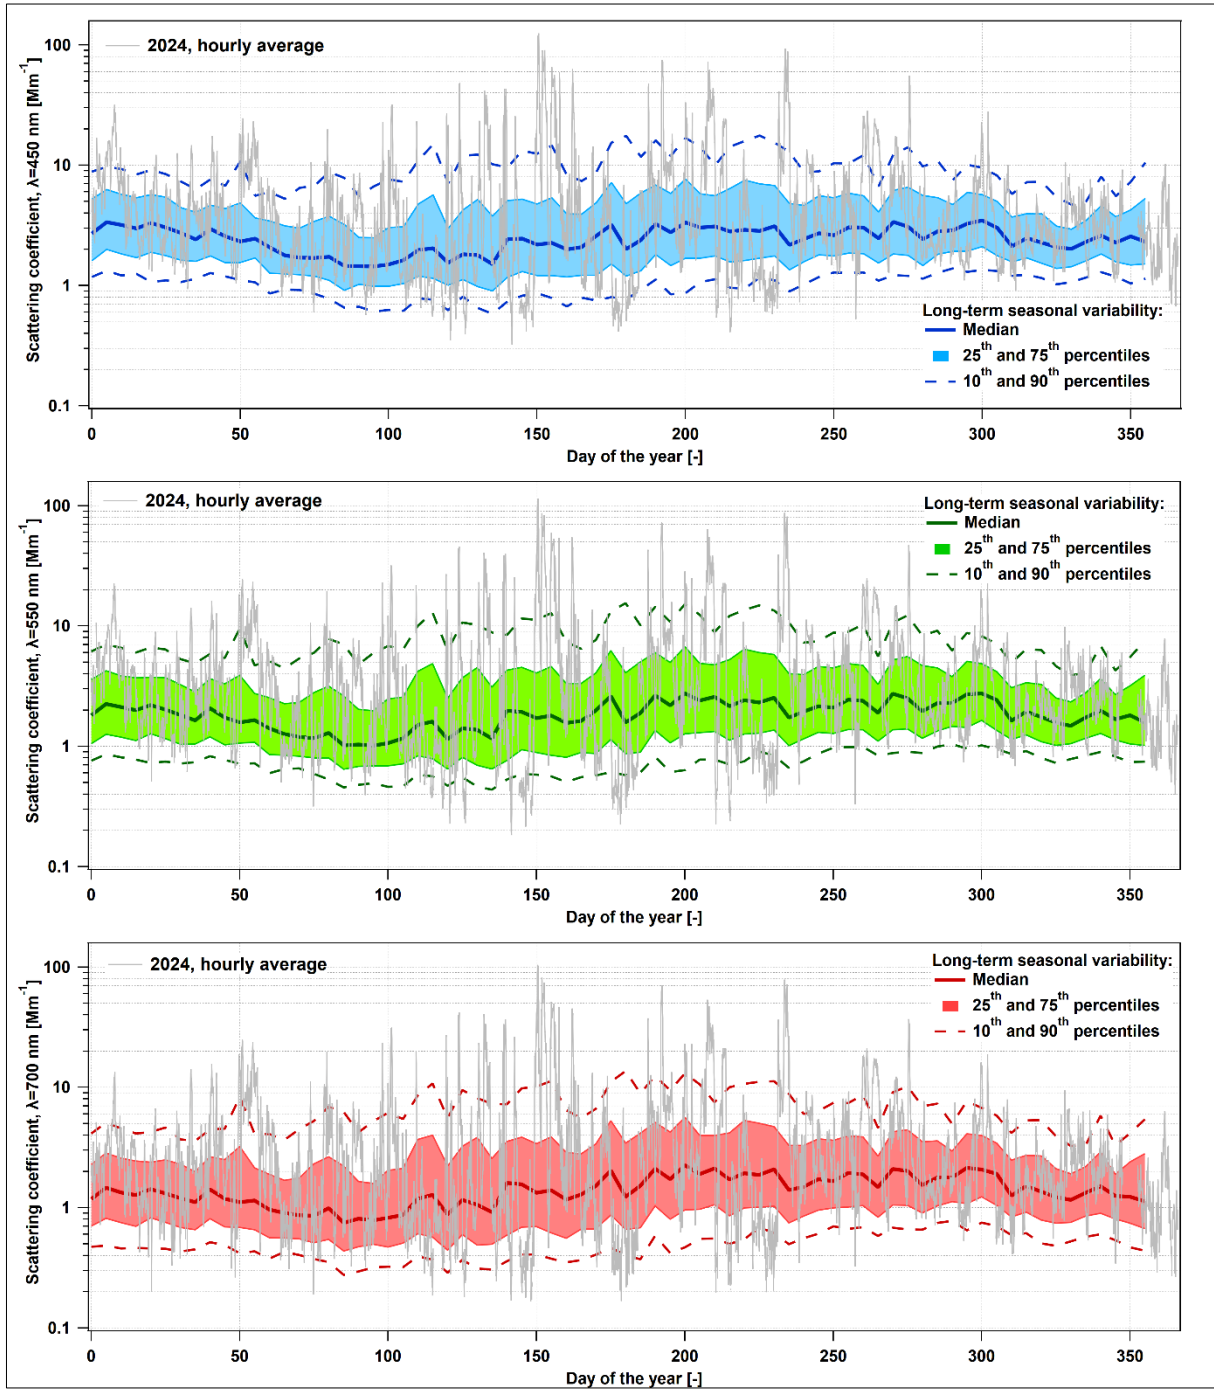 2024, hourly average
Scattering coefficient, λ=450 nm [Mm⁻¹]
100
10
1
0.1
Long-term seasonal variability:
Median
25th and 75th percentiles
10th and 90th percentiles
0 50 100 150 200 250 300 350
Day of the year [-]
2024, hourly average
Scattering coefficient, λ=550 nm [Mm⁻¹]
100
10
1
0.1
Long-term seasonal variability:
Median
25th and 75th percentiles
10th and 90th percentiles
0 50 100 150 200 250 300 350
Day of the year [-]
2024, hourly average
Scattering coefficient, λ=700 nm [Mm⁻¹]
100
10
1
0.1
Long-term seasonal variability:
Median
25th and 75th percentiles
10th and 90th percentiles
0 50 100 150 200 250 300 350
Day of the year [-]